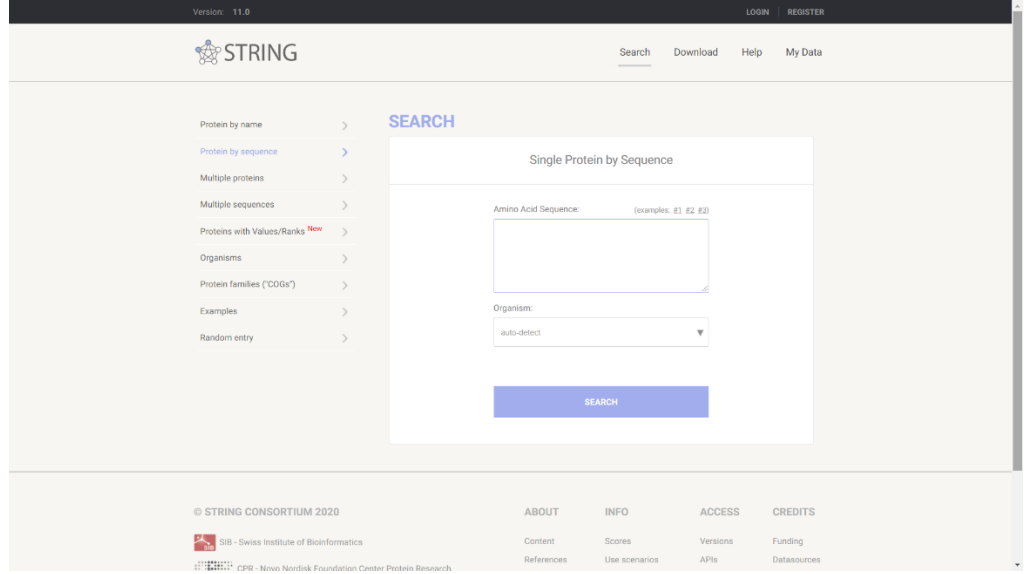 Version: 11.0
LOGIN | REGISTER
STRING
Search Download Help My Data
Protein by name
Protein by sequence
Multiple proteins
Multiple sequences
Proteins with Values/Ranks New
Organisms
Protein families ("COGs")
Examples
Random entry
SEARCH
Single Protein by Sequence
Amino Acid Sequence: (examples: #1 #2 #3)
Organism:
auto-detect
SEARCH
© STRING CONSORTIUM 2020
SIB - Swiss Institute of Bioinformatics
CPR - Novo Nordisk Foundation Center Protein Research
ABOUT
Content
References
INFO
Scores
Use scenarios
ACCESS
Versions
APIs
CREDITS
Funding
Datasources